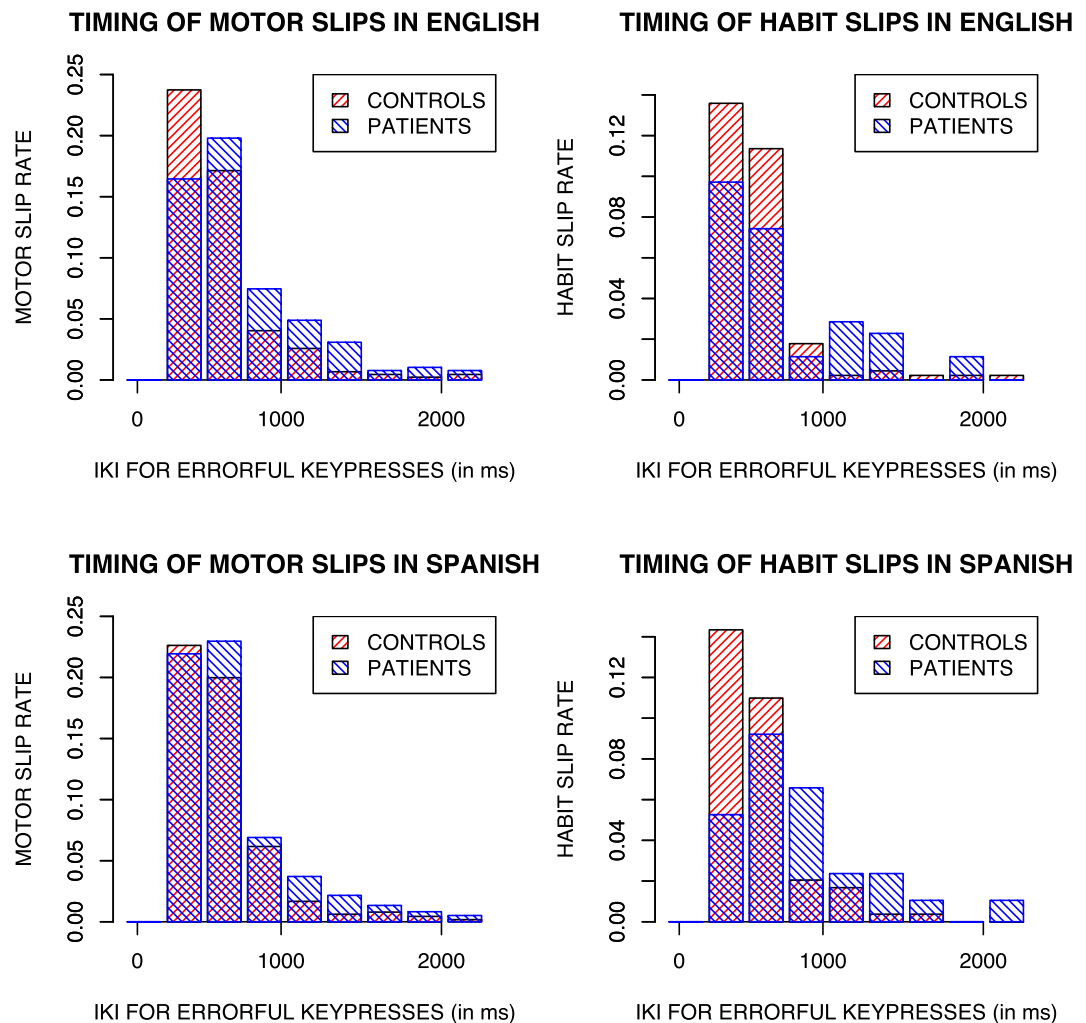 TIMING OF MOTOR SLIPS IN ENGLISH
MOTOR SLIP RATE
0.25
0.20
0.15
0.10
0.05
0.00
CONTROLS
PATIENTS
0 1000 2000
IKI FOR ERRORFUL KEYPRESSES (in ms)
TIMING OF HABIT SLIPS IN ENGLISH
HABIT SLIP RATE
0.12
0.08
0.04
0.00
CONTROLS
PATIENTS
0 1000 2000
IKI FOR ERRORFUL KEYPRESSES (in ms)
TIMING OF MOTOR SLIPS IN SPANISH
MOTOR SLIP RATE
0.25
0.20
0.15
0.10
0.05
0.00
CONTROLS
PATIENTS
0 1000 2000
IKI FOR ERRORFUL KEYPRESSES (in ms)
TIMING OF HABIT SLIPS IN SPANISH
HABIT SLIP RATE
0.12
0.08
0.04
0.00
CONTROLS
PATIENTS
0 1000 2000
IKI FOR ERRORFUL KEYPRESSES (in ms)